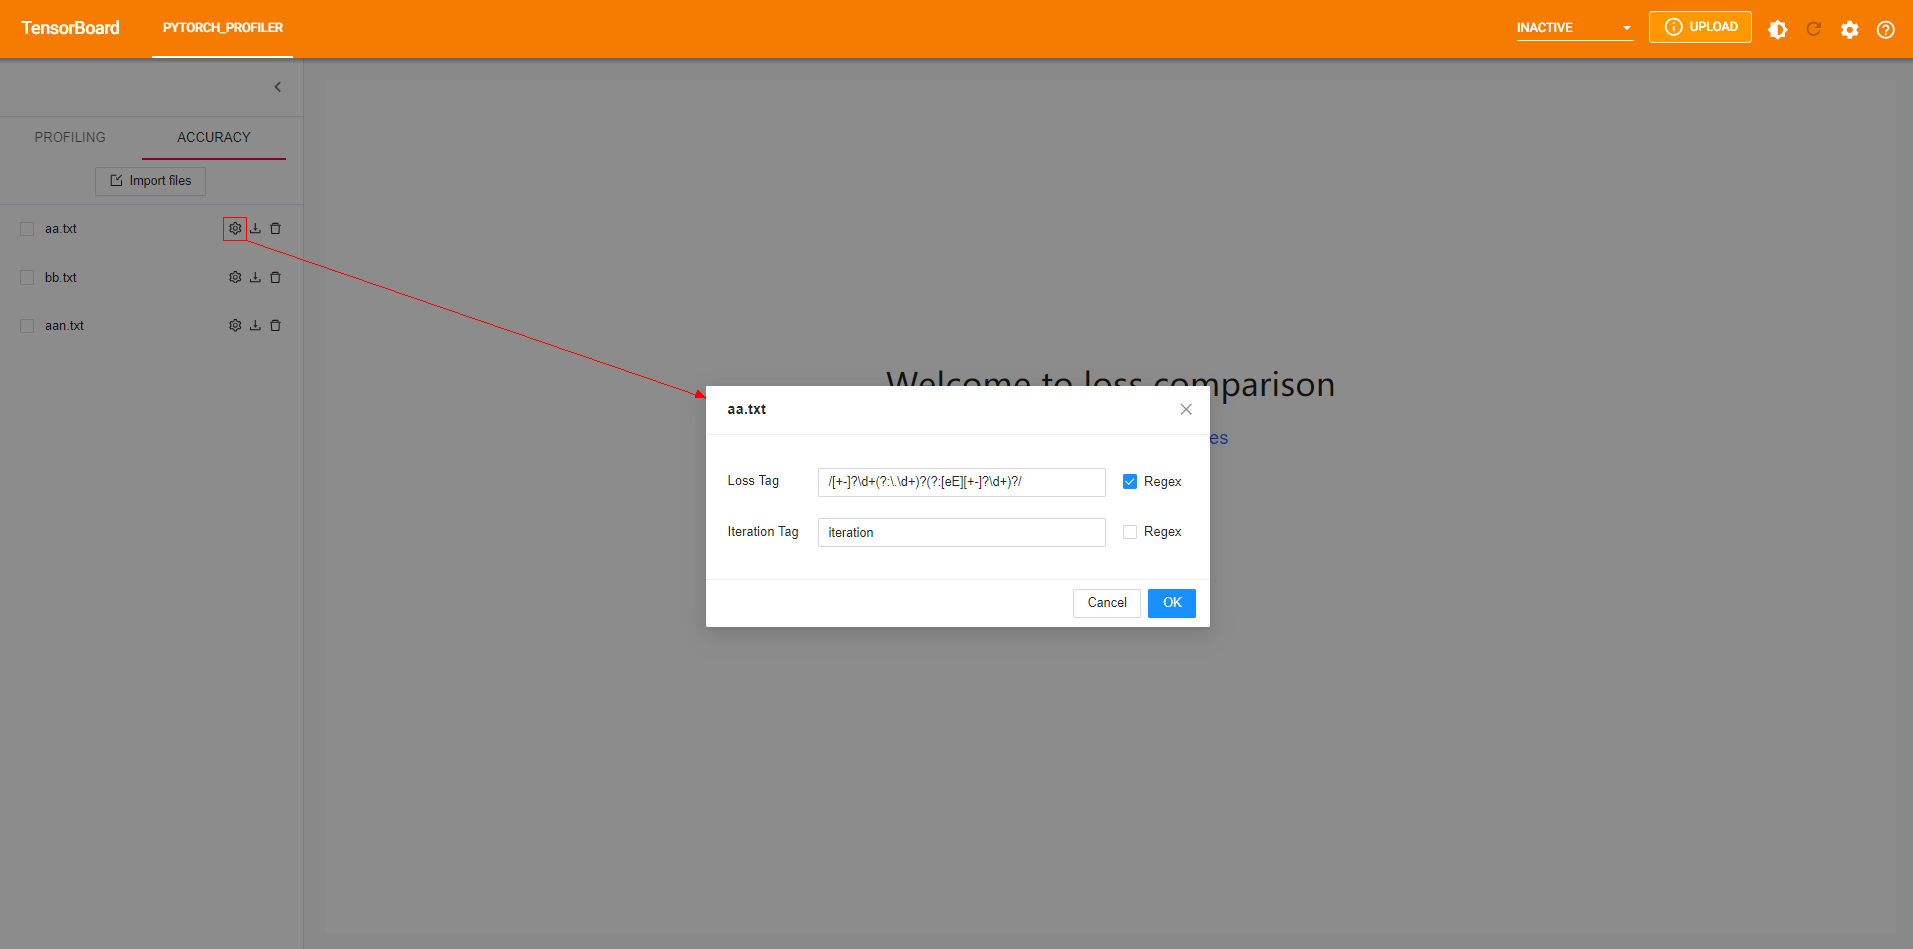 TensorBoard
PYTORCH_PROFILER
INACTIVE
UPLOAD
PROFILING
ACCURACY
Import files
aa.txt
bb.txt
aan.txt
Welcome to loss comparison
es
aa.txt
Loss Tag
/[+-]?\d+(?:\.\d+)?(?:[eE][+-]?\d+)?/
Regex
Iteration Tag
iteration
Regex
Cancel
OK